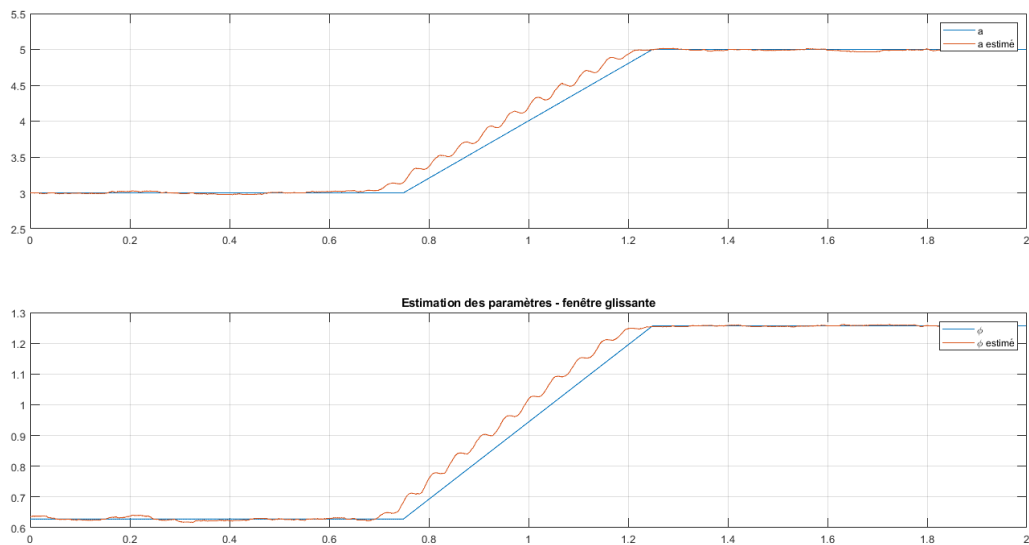 5.5
a
a estimé
5
4.5
4
3.5
3
2.5
0 0.2 0.4 0.6 0.8 1 1.2 1.4 1.6 1.8 2
Estimation des paramètres - fenêtre glissante
1.3
ϕ
ϕ estimé
1.2
1.1
1
0.9
0.8
0.7
0.6
0 0.2 0.4 0.6 0.8 1 1.2 1.4 1.6 1.8 2